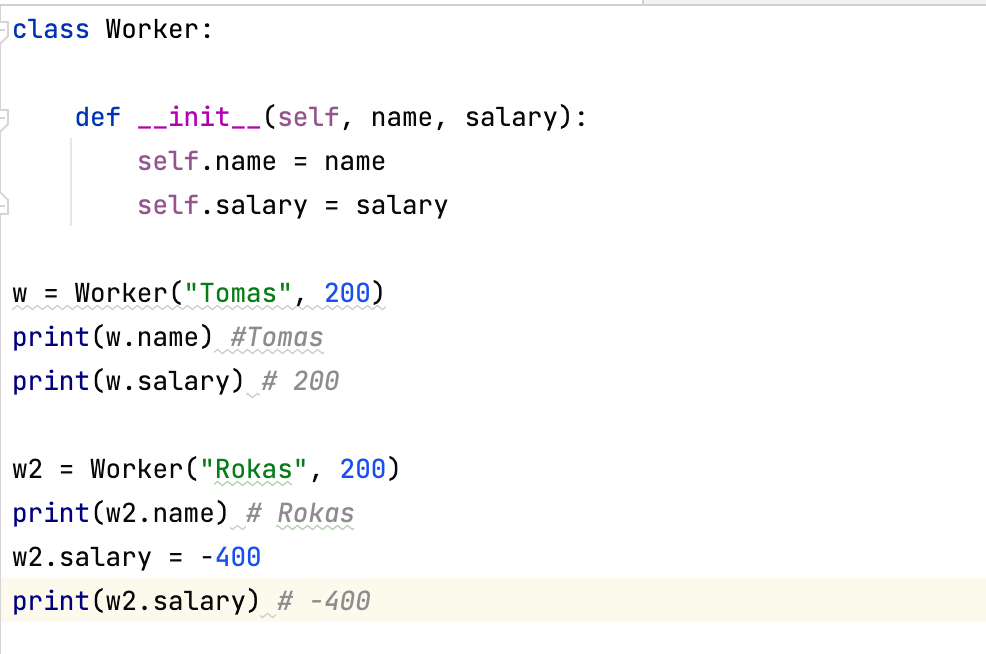 class Worker:
    def __init__(self, name, salary):
        self.name = name
        self.salary = salary
w = Worker("Tomas", 200)
print(w.name) #Tomas
print(w.salary) # 200
w2 = Worker("Rokas", 200)
print(w2.name) # Rokas
w2.salary = -400
print(w2.salary) # -400